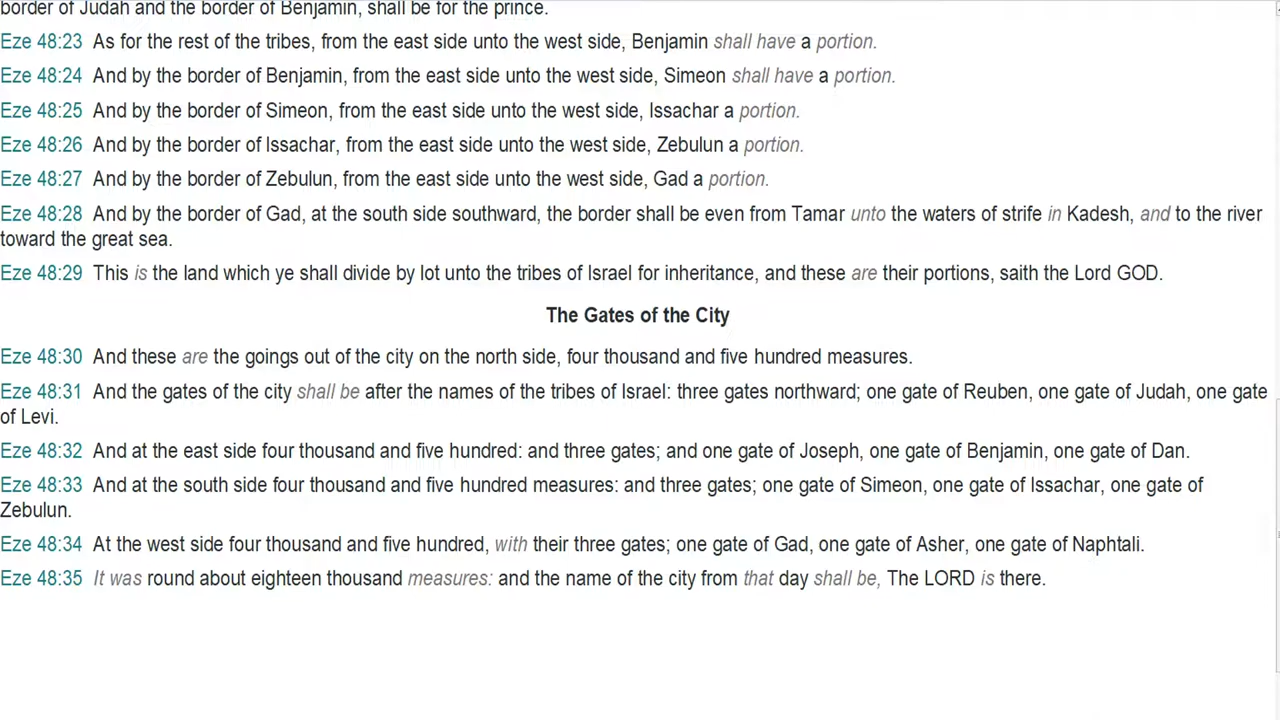 border of Judah and the border of Benjamin, shall be for the prince.
Eze 48:23 As for the rest of the tribes, from the east side unto the west side, Benjamin shall have a portion.
Eze 48:24 And by the border of Benjamin, from the east side unto the west side, Simeon shall have a portion.
Eze 48:25 And by the border of Simeon, from the east side unto the west side, Issachar a portion.
Eze 48:26 And by the border of Issachar, from the east side unto the west side, Zebulun a portion.
Eze 48:27 And by the border of Zebulun, from the east side unto the west side, Gad a portion.
Eze 48:28 And by the border of Gad, at the south side southward, the border shall be even from Tamar unto the waters of strife in Kadesh, and to the river
toward the great sea.
Eze 48:29 This is the land which ye shall divide by lot unto the tribes of Israel for inheritance, and these are their portions, saith the Lord GOD.
The Gates of the City
Eze 48:30 And these are the goings out of the city on the north side, four thousand and five hundred measures.
Eze 48:31 And the gates of the city shall be after the names of the tribes of Israel: three gates northward; one gate of Reuben, one gate of Judah, one gate
of Levi.
Eze 48:32 And at the east side four thousand and five hundred: and three gates; and one gate of Joseph, one gate of Benjamin, one gate of Dan.
Eze 48:33 And at the south side four thousand and five hundred measures: and three gates; one gate of Simeon, one gate of Issachar, one gate of
Zebulun.
Eze 48:34 At the west side four thousand and five hundred, with their three gates; one gate of Gad, one gate of Asher, one gate of Naphtali.
Eze 48:35 It was round about eighteen thousand measures: and the name of the city from that day shall be, The LORD is there.